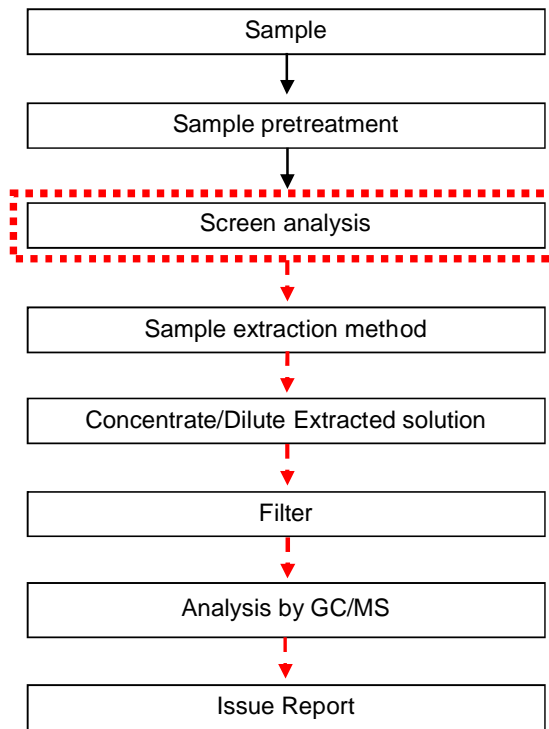 Sample
Sample pretreatment
Screen analysis
Sample extraction method
Concentrate/Dilute Extracted solution
Filter
Analysis by GC/MS
Issue Report